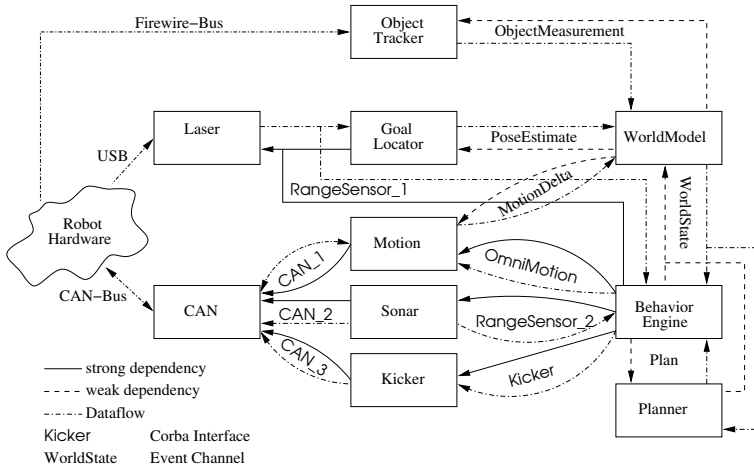 Firewire-Bus
Object
Tracker
ObjectMeasurement
Laser
Goal
Locator
PoseEstimate
WorldModel
USB
RangeSensor_1
MotionDelta
WorldState
Robot
Hardware
CAN-Bus
CAN
CAN_1
CAN_2
CAN_3
Motion
OmniMotion
Sonar
RangeSensor_2
Behavior
Engine
Kicker
Kicker
Plan
Planner
strong dependency
weak dependency
Dataflow
Kicker Corba Interface
WorldState Event Channel